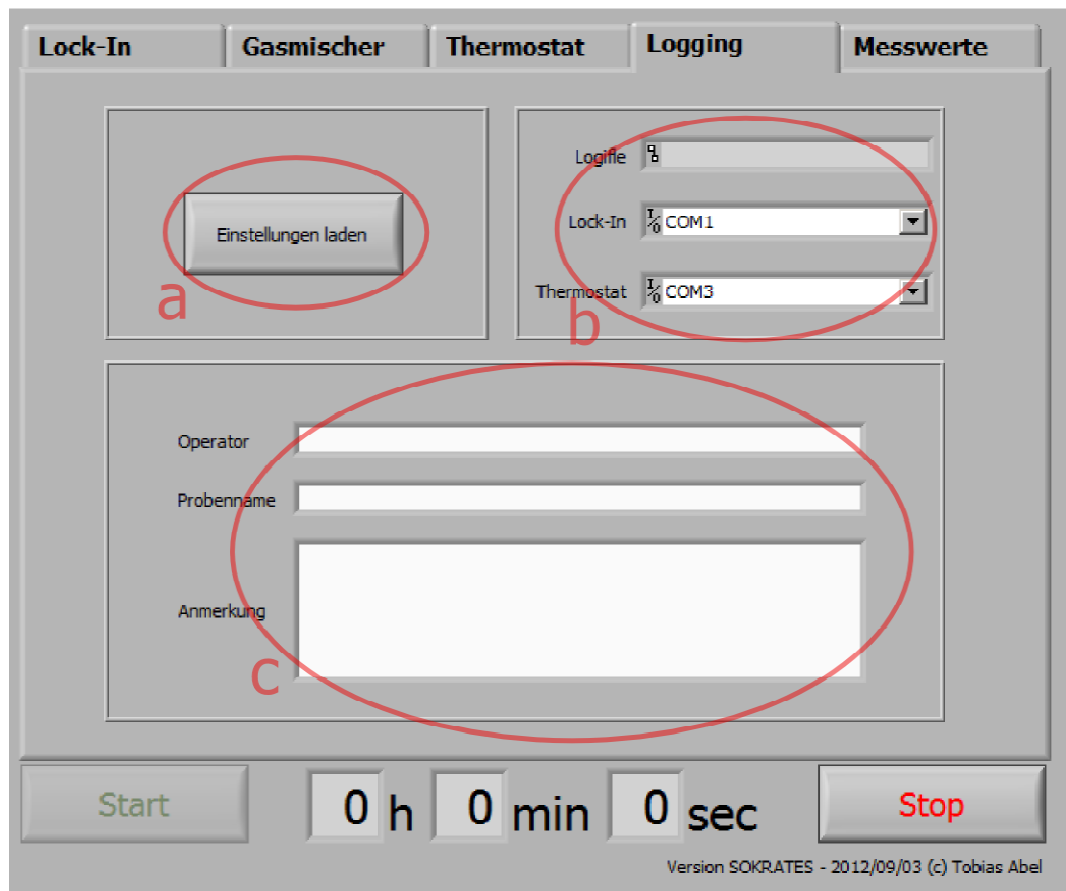 Lock-In Gasmischer Thermostat Logging Messwerte
Logifle
Einstellungen laden
a
Lock-In COM1
Thermostat COM3
b
Operator
Probenname
Anmerkung
c
Start 0 h 0 min 0 sec Stop
Version SOKRATES - 2012/09/03 (c) Tobias Abel